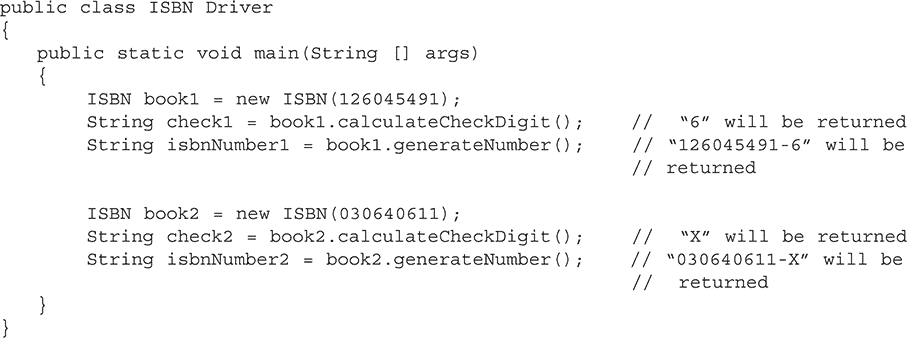 public class ISBN Driver
{
public static void main(String [] args)
{
ISBN book1 = new ISBN(126045491);
String check1 = book1.calculateCheckDigit(); // “6” will be returned
String isbnNumber1 = book1.generateNumber(); // “126045491-6” will be
// returned
ISBN book2 = new ISBN(030640611);
String check2 = book2.calculateCheckDigit(); // “X” will be returned
String isbnNumber2 = book2.generateNumber(); // “030640611-X” will be
// returned
}
}